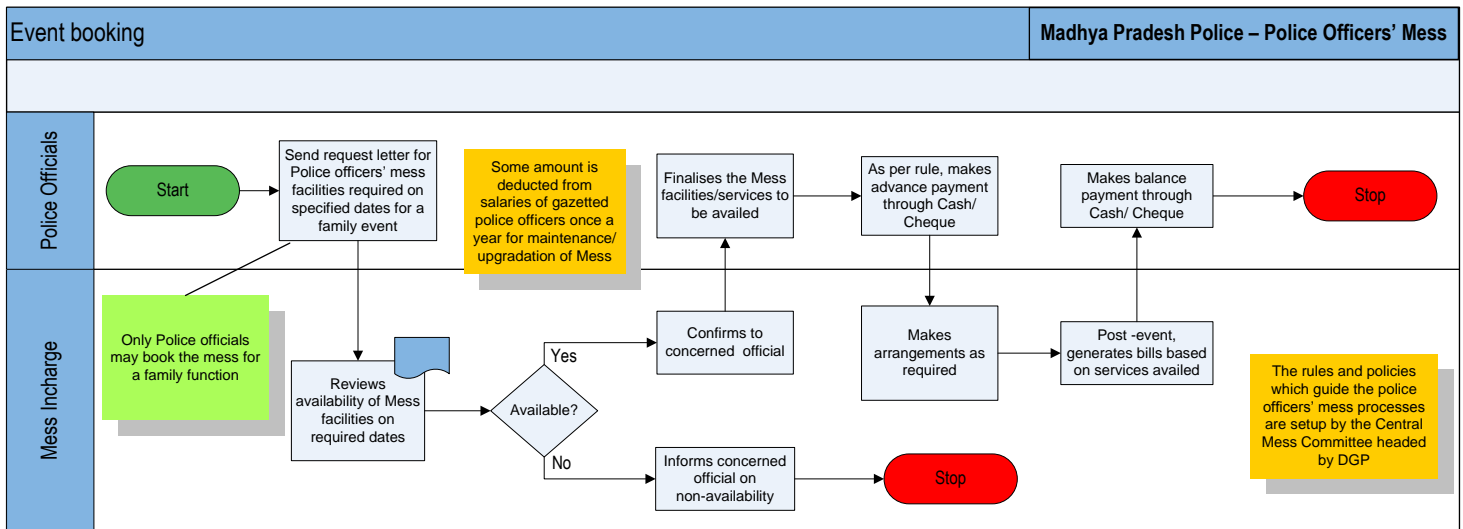 Event booking
Madhya Pradesh Police – Police Officers’ Mess
Police Officials
Start
Send request letter for
Police officers’ mess
facilities required on
specified dates for a
family event
Some amount is
deducted from
salaries of gazetted
police officers once a
year for maintenance/
upgradation of Mess
Finalises the Mess
facilities/services to
be availed
As per rule, makes
advance payment
through Cash/
Cheque
Makes balance
payment through
Cash/ Cheque
Stop
Mess Incharge
Only Police officials
may book the mess for
a family function
Reviews
availability of Mess
facilities on
required dates
Available?
Yes
No
Confirms to
concerned official
Informs concerned
official on
non-availability
Stop
Makes
arrangements as
required
Post -event,
generates bills based
on services availed
The rules and policies
which guide the police
officers’ mess processes
are setup by the Central
Mess Committee headed
by DGP